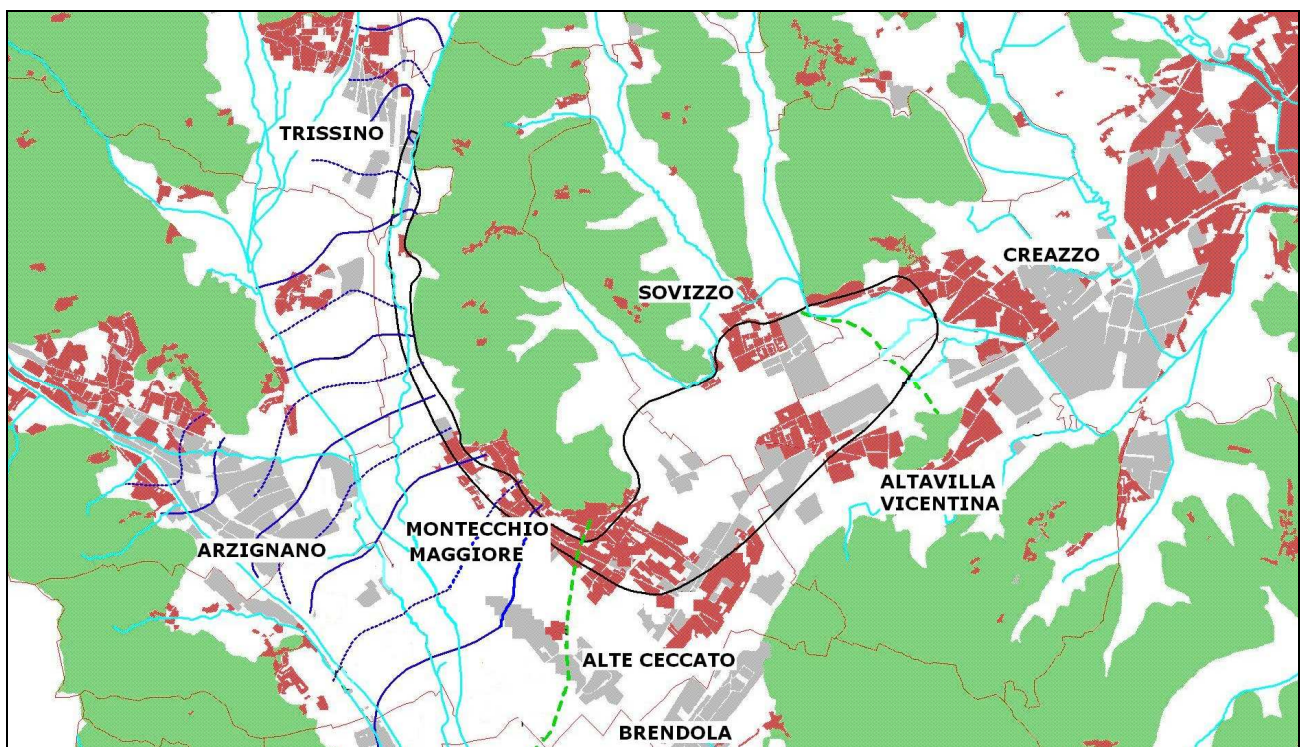 TRISSINO
CREAZZO
SOVIZZO
ALTAVILLA
VICENTINA
MONTECCHIO
MAGGIORE
ARZIGNANO
ALTE CECCATO
BRENDOLA